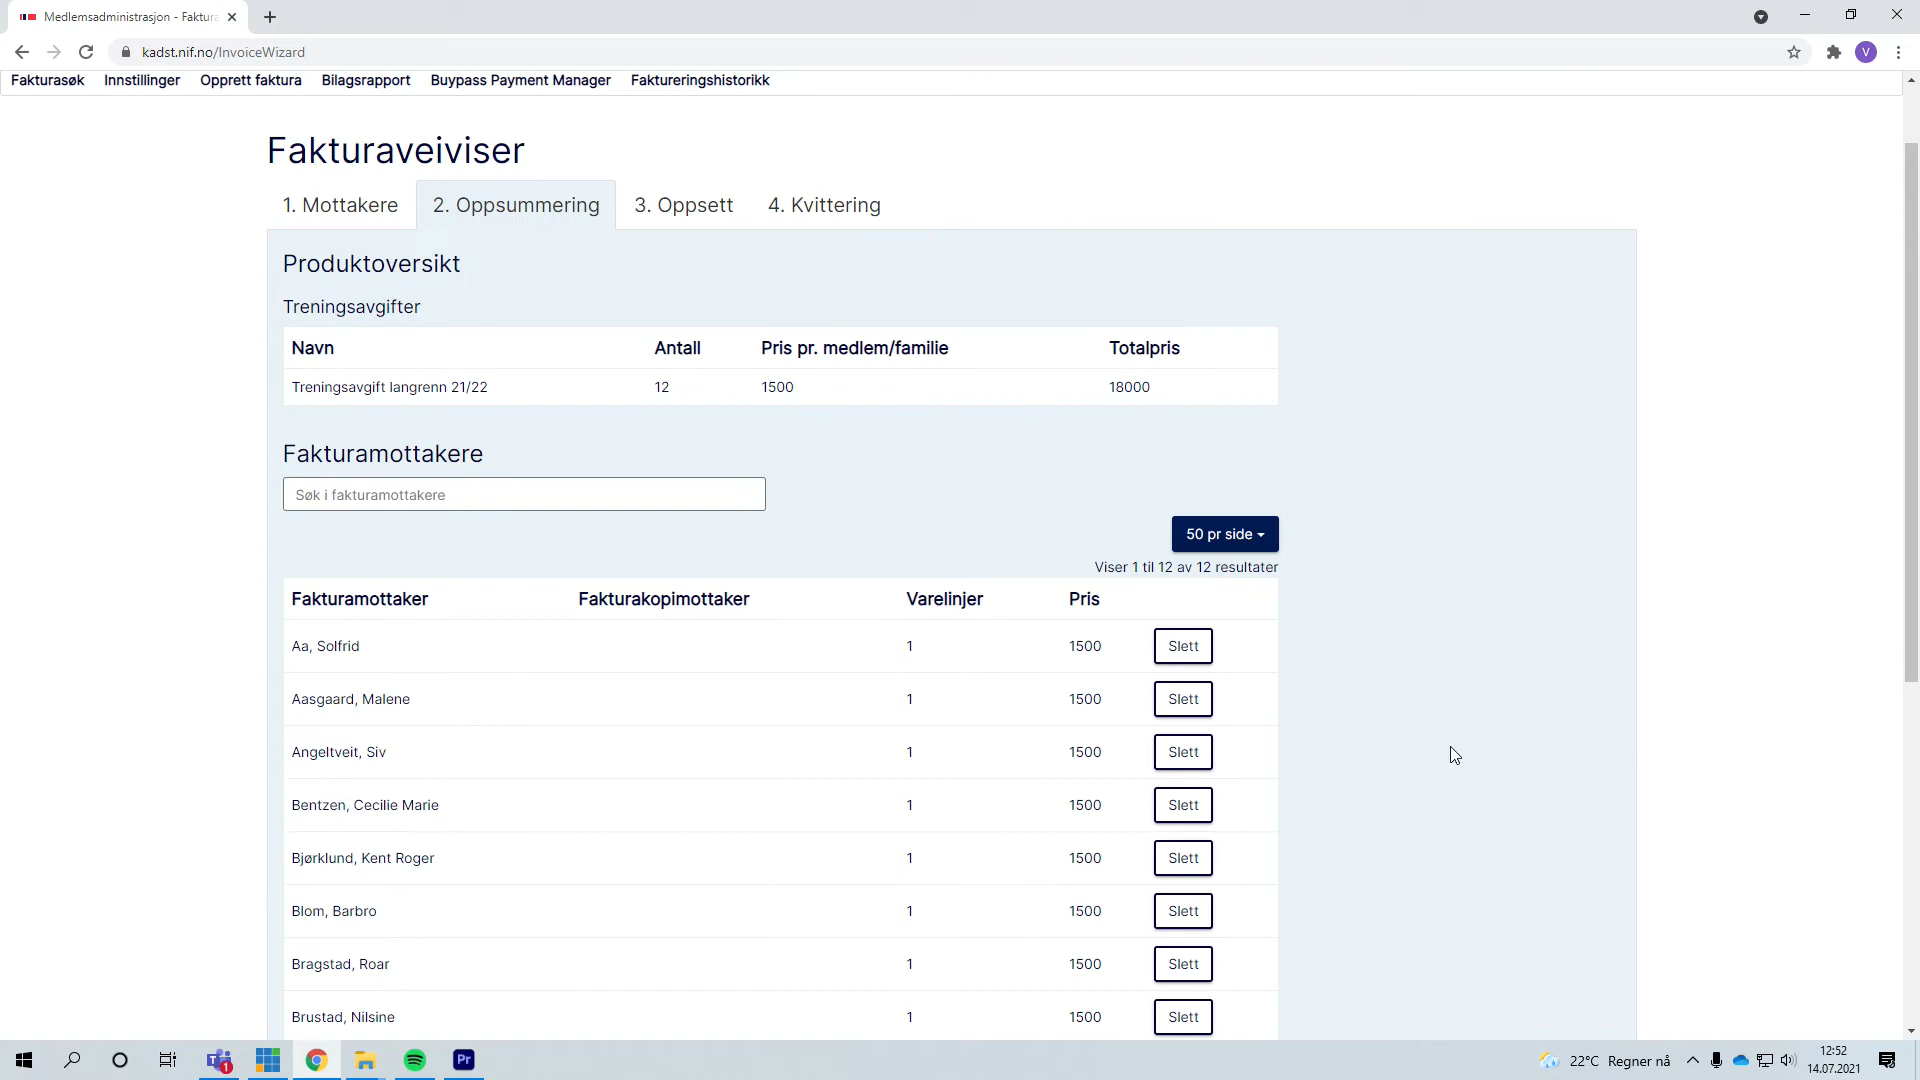 Medlemsadministrasjon - Faktura
kadst.nif.no/InvoiceWizard
V
Fakturasøk Innstillinger Opprett faktura Bilagsrapport Buypass Payment Manager Faktureringshistorikk
Fakturaveiviser
1. Mottakere 2. Oppsummering 3. Oppsett 4. Kvittering
Produktoversikt
Treningsavgifter
Navn Antall Pris pr. medlem/familie Totalpris
Treningsavgift langrenn 21/22 12 1500 18000
Fakturamottakere
Søk i fakturamottakere
50 pr side
Viser 1 til 12 av 12 resultater
Fakturamottaker Fakturakopimottaker Varelinjer Pris
Aa, Solfrid 1 1500 Slett
Aasgaard, Malene 1 1500 Slett
Angeltveit, Siv 1 1500 Slett
Bentzen, Cecilie Marie 1 1500 Slett
Bjørklund, Kent Roger 1 1500 Slett
Blom, Barbro 1 1500 Slett
Bragstad, Roar 1 1500 Slett
Brustad, Nilsine 1 1500 Slett
T 1 Pr 22°C Regner nå 12:52
14.07.2021